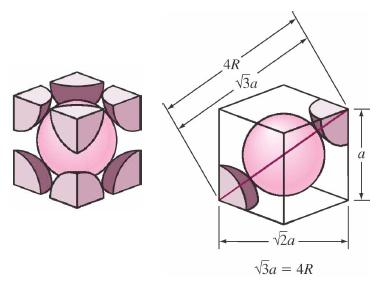 4R
√3a
a
√2a
√3a = 4R